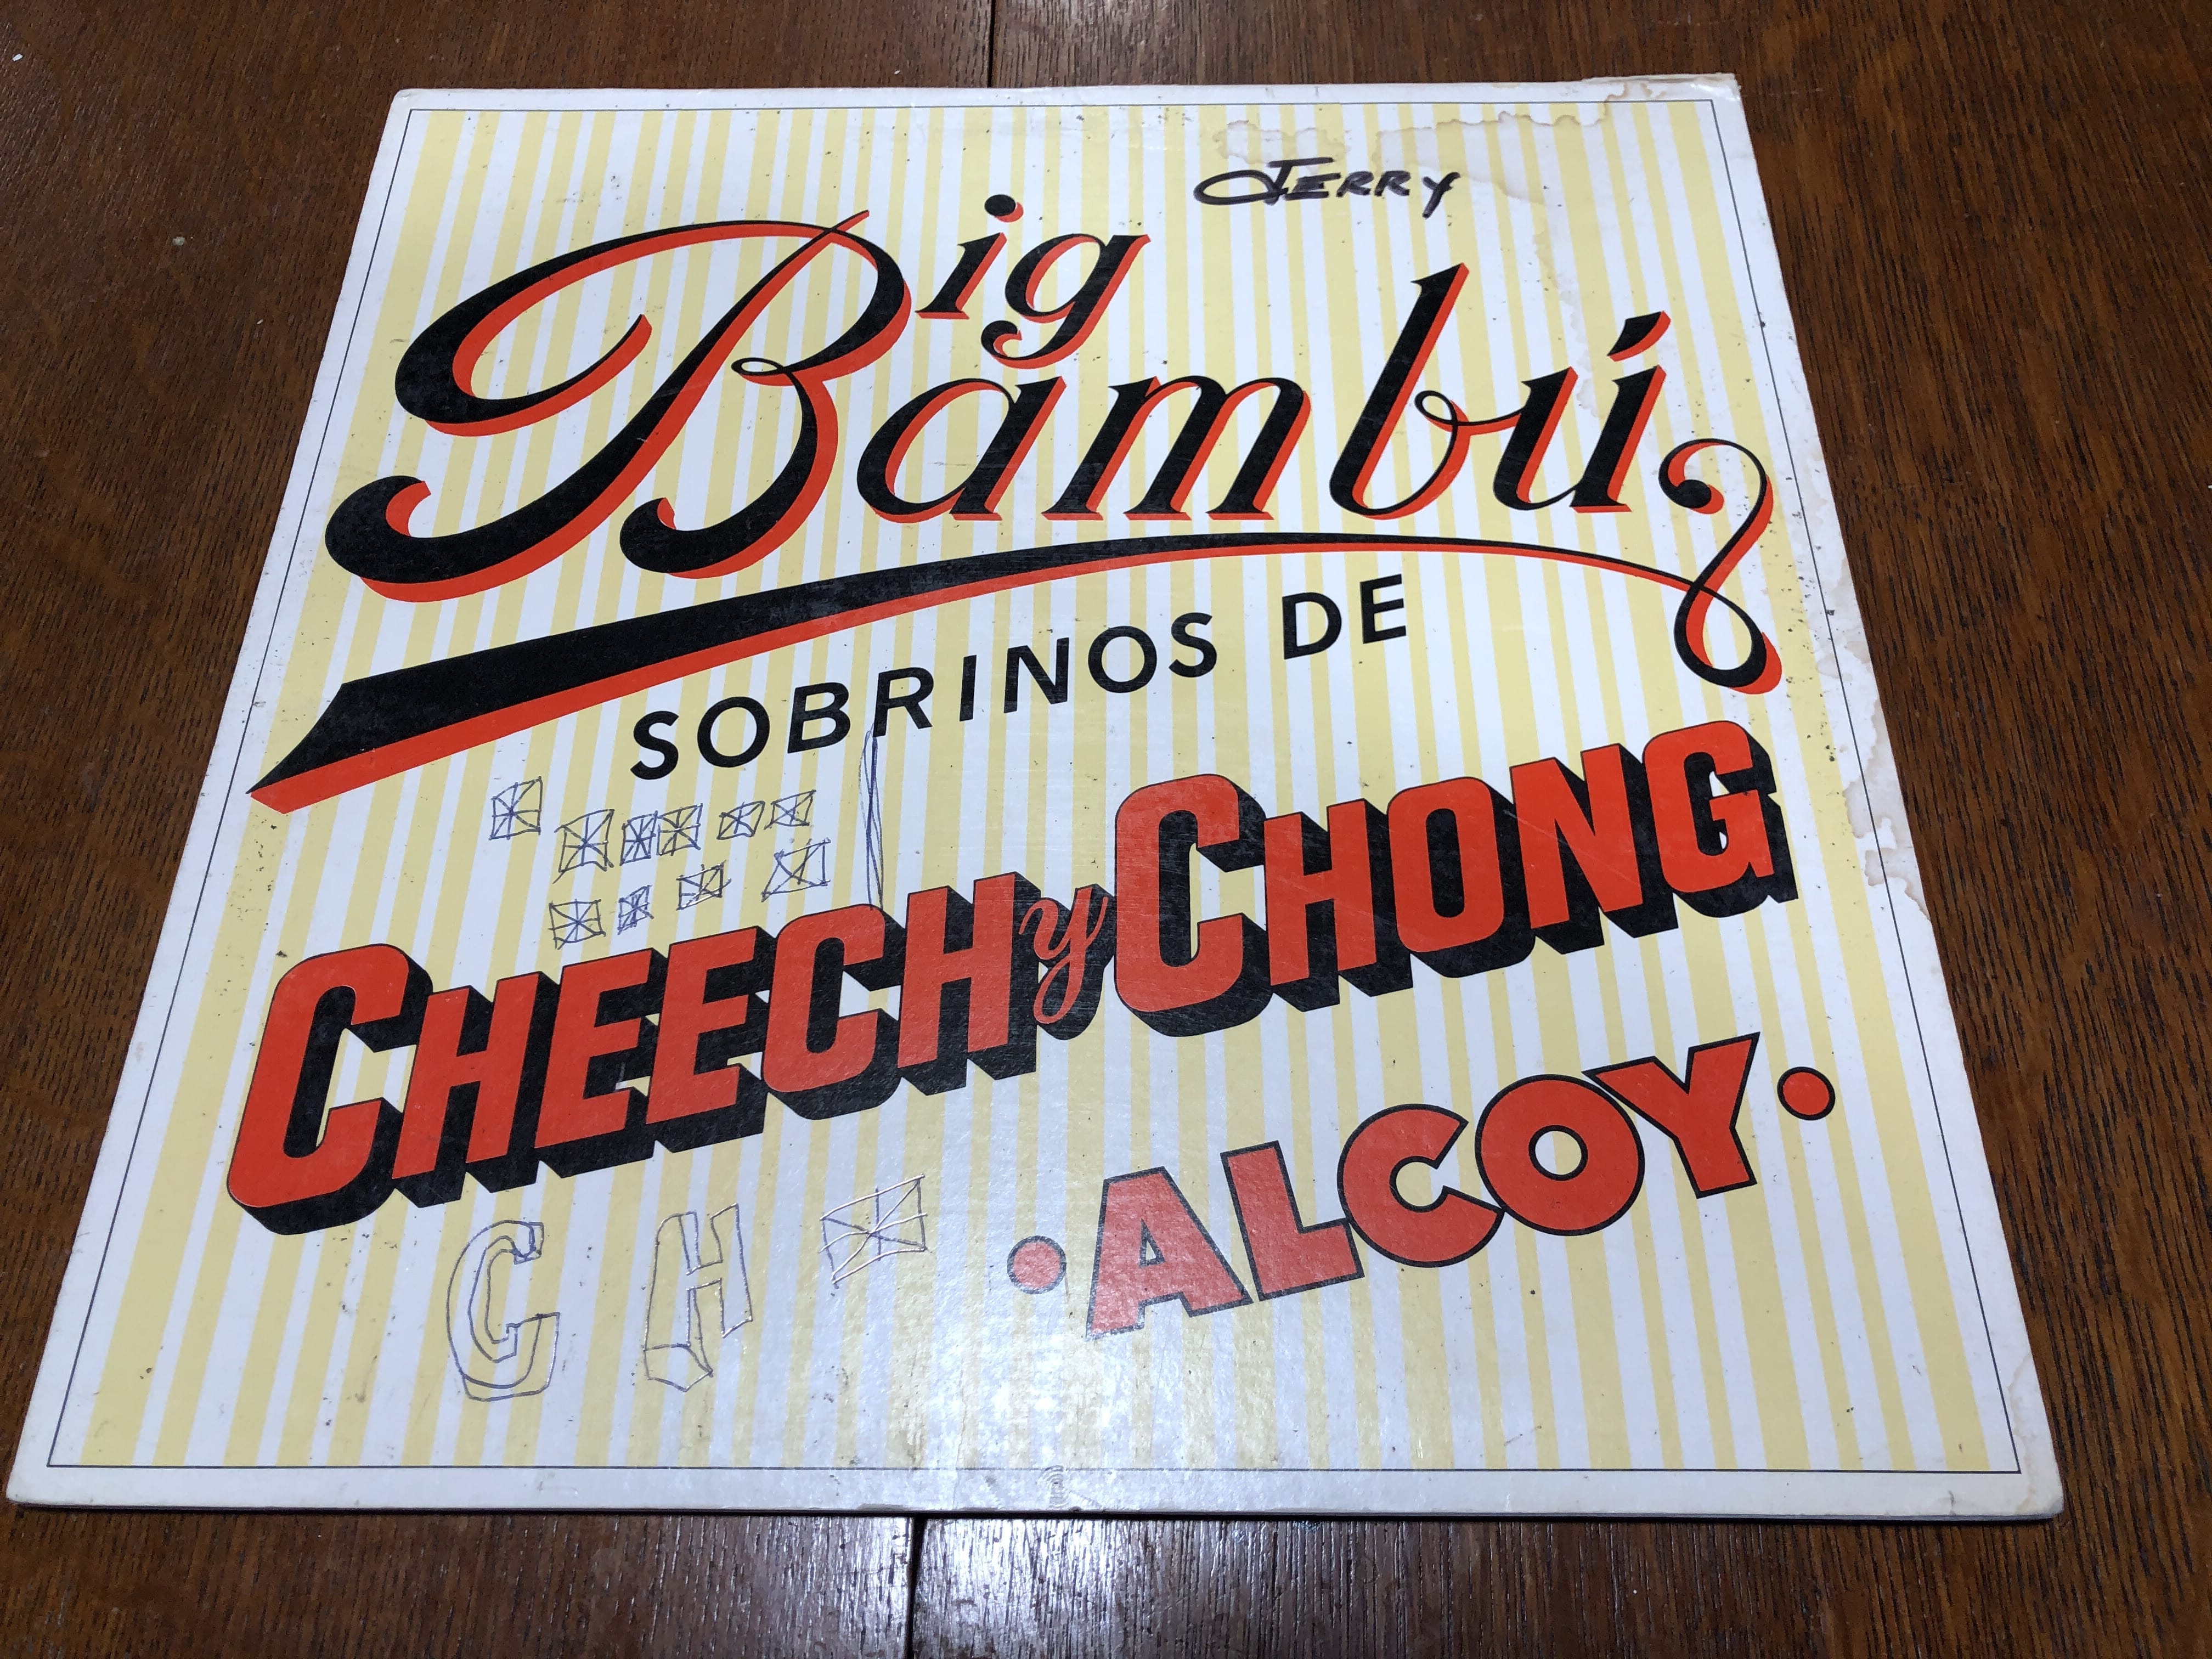 JERRY
Big
Bambú
SOBRINOS DE
CHEECH y CHONG
• ALCOY •
C H